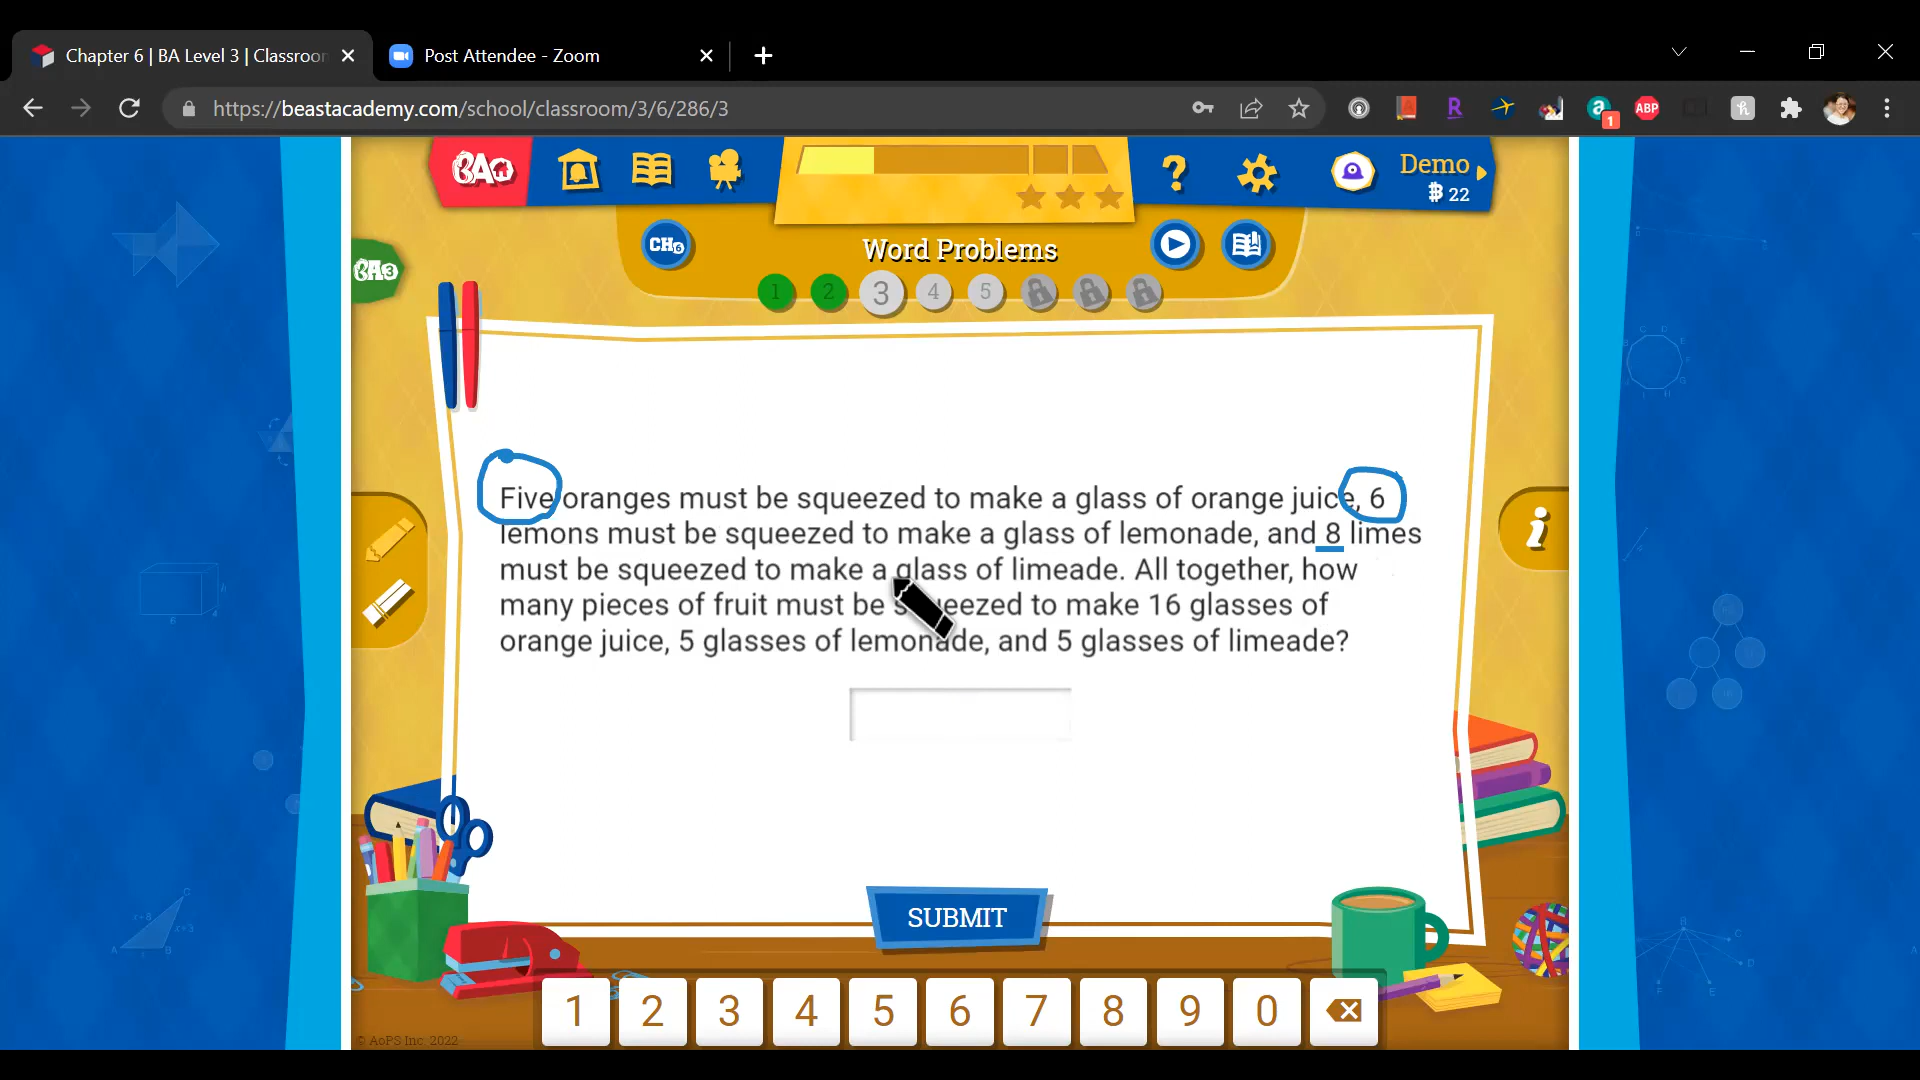 Chapter 6 | BA Level 3 | Classroon
Post Attendee - Zoom
https://beastacademy.com/school/classroom/3/6/286/3
ABP
1
BA
Demo
22
CH6
Word Problems
BA3
1 2 3 4 5
Five oranges must be squeezed to make a glass of orange juice, 6
lemons must be squeezed to make a glass of lemonade, and 8 limes
must be squeezed to make a glass of limeade. All together, how
many pieces of fruit must be squeezed to make 16 glasses of
orange juice, 5 glasses of lemonade, and 5 glasses of limeade?
SUBMIT
1 2 3 4 5 6 7 8 9 0
© AoPS Inc. 2022